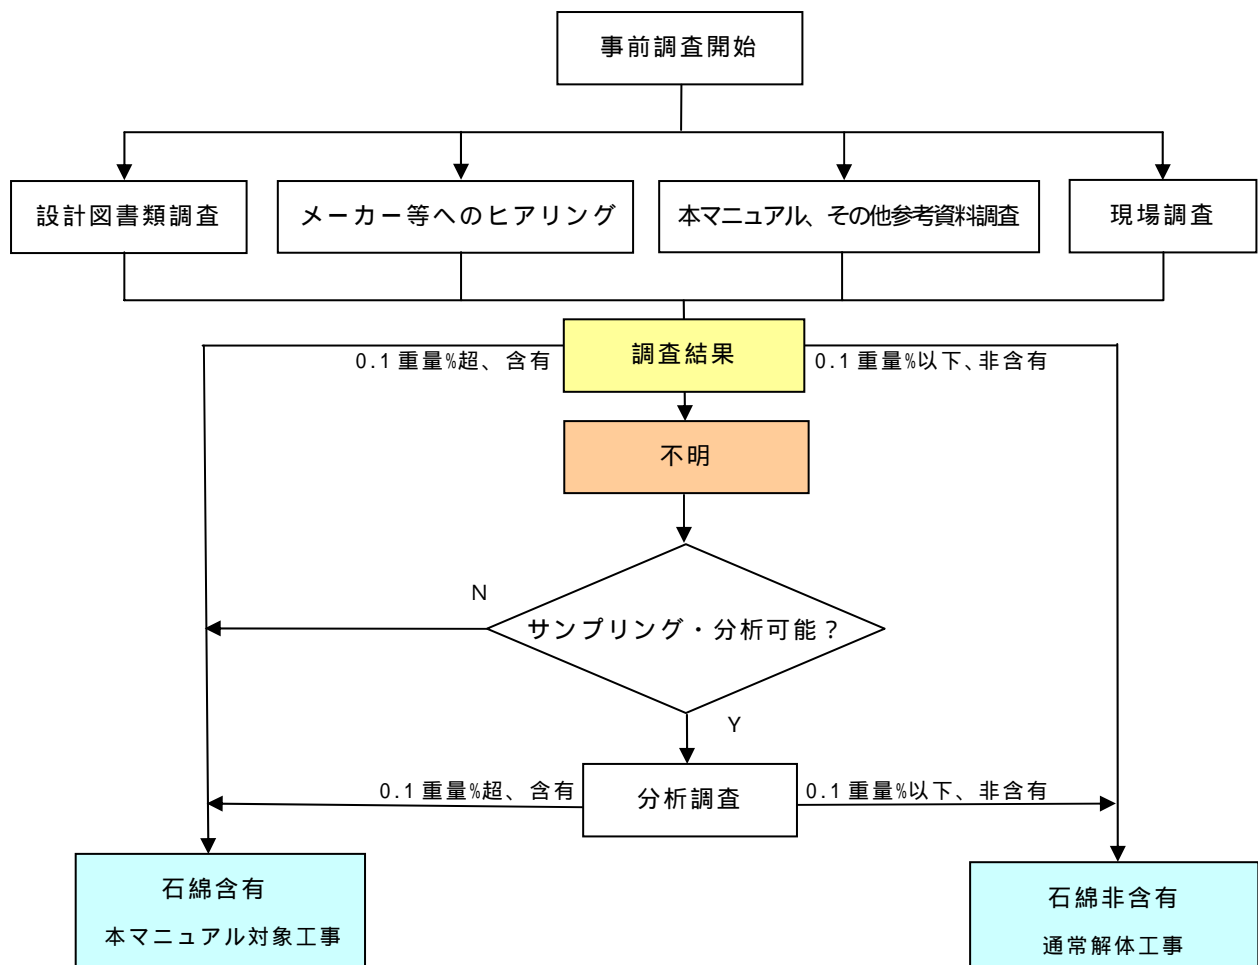 事前調査開始
設計図書類調査
メーカー等へのヒアリング
本マニュアル、その他参考資料調査
現場調査
調査結果
0.1重量%超、含有
0.1重量%以下、非含有
不明
N
サンプリング・分析可能？
Y
0.1重量%超、含有
分析調査
0.1重量%以下、非含有
石綿含有
本マニュアル対象工事
石綿非含有
通常解体工事